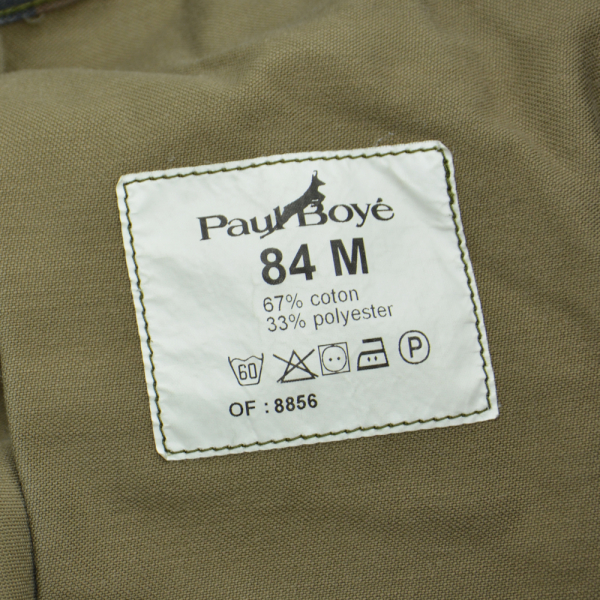 Paul Boyé
84 M
67% coton
33% polyester
60 P
OF : 8856